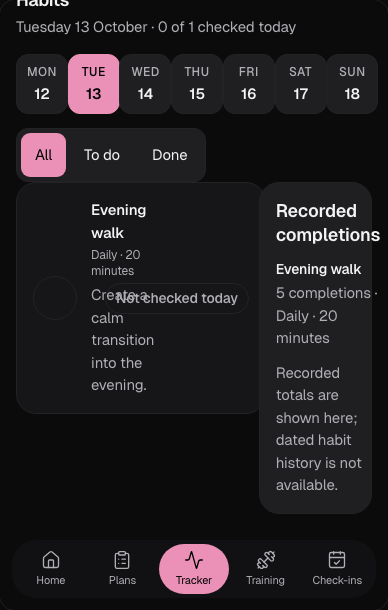 Habits
Tuesday 13 October · 0 of 1 checked today
MON TUE WED THU FRI SAT SUN
12 13 14 15 16 17 18
All To do Done
Evening
walk
Daily · 20
minutes
Create a
calm
transition
into the
evening.
Not checked today
Recorded
completions
Evening walk
5 completions ·
Daily · 20
minutes
Recorded
totals are
shown here;
dated habit
history is not
available.
Home Plans Tracker Training Check-ins